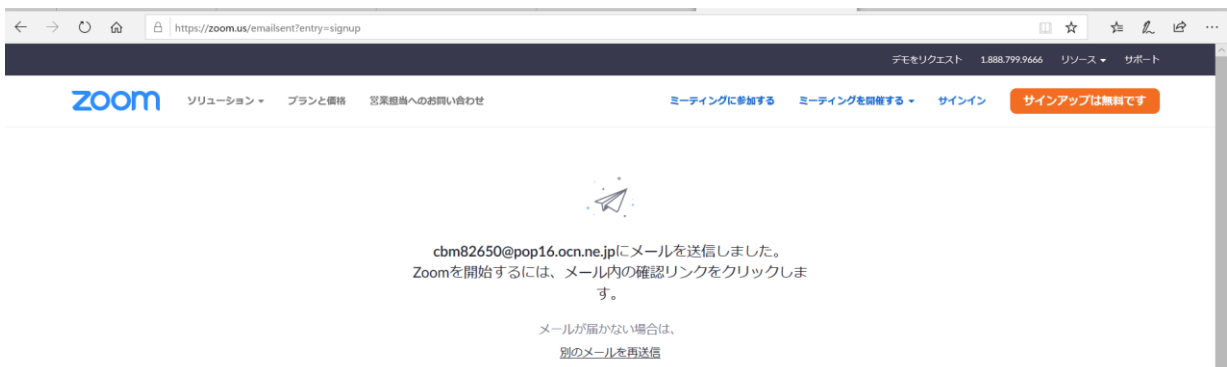 https://zoom.us/emailsent?entry=signup
デモをリクエスト 1.888.799.9666 リソース サポート
zoom ソリューション プランと価格 営業担当へのお問い合わせ ミーティングに参加する ミーティングを開催する サインイン サインアップは無料です
cbm82650@pop16.ocn.ne.jpにメールを送信しました。
Zoomを開始するには、メール内の確認リンクをクリックしま
す。
メールが届かない場合は、
別のメールを再送信